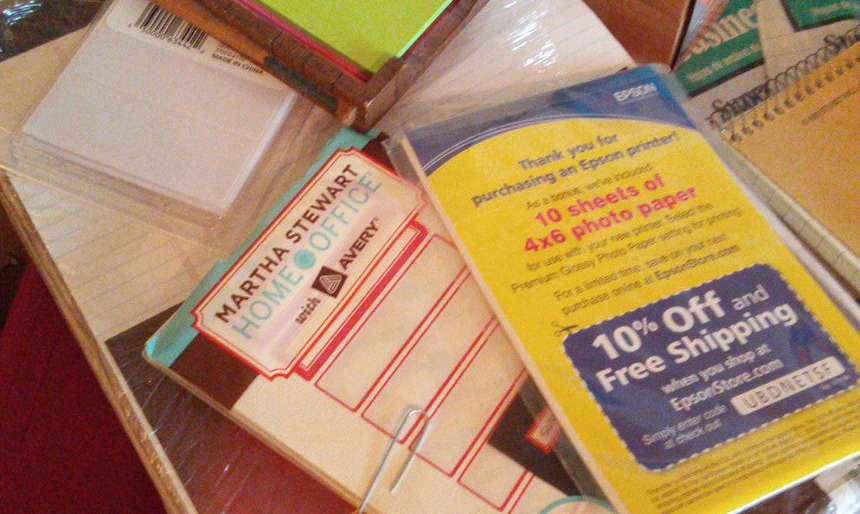 MADE IN CHINA
MARTHA STEWART
HOME OFFICE
with AVERY
EPSON
Thank you for
purchasing an Epson printer!
As a bonus, we've included
10 sheets of
4x6 photo paper
for use with your new printer. Select the
Premium Glossy Photo Paper setting for printing.
For a limited time, save on your next
purchase online at EpsonStore.com
10% Off and
Free Shipping
when you shop at
EpsonStore.com
Simply enter code
at check out
UBDNETSF